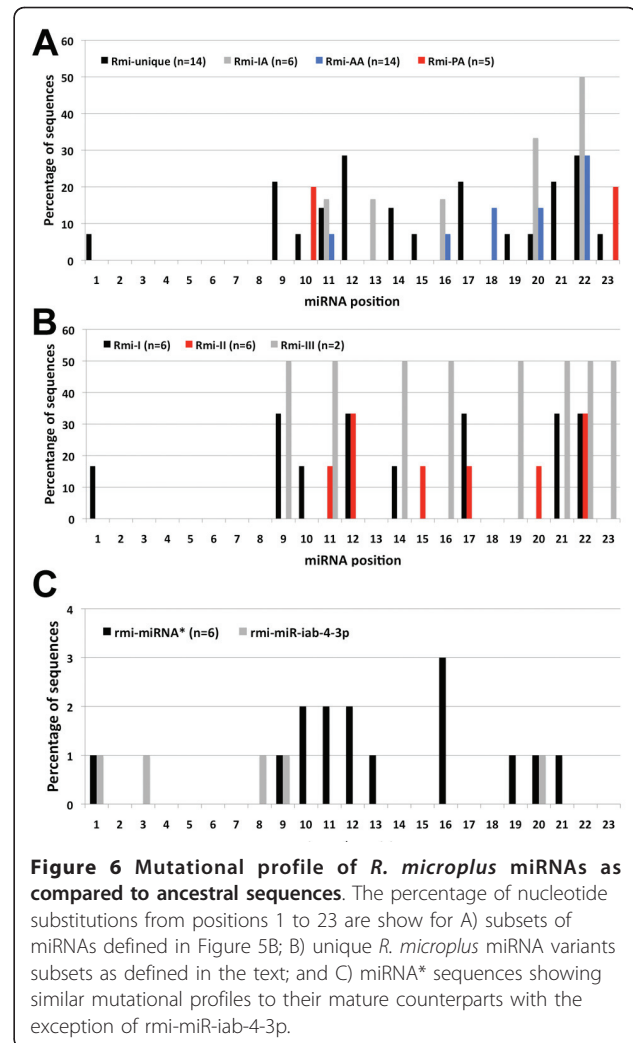 A
60
50
40
30
20
10
0
Percentage of sequences
Rmi-unique (n=14) Rmi-IA (n=6) Rmi-AA (n=14) Rmi-PA (n=5)
1 2 3 4 5 6 7 8 9 10 11 12 13 14 15 16 17 18 19 20 21 22 23
miRNA position
B
60
50
40
30
20
10
0
Percentange of sequences
Rmi-I (n=6) Rmi-II (n=6) Rmi-III (n=2)
1 2 3 4 5 6 7 8 9 10 11 12 13 14 15 16 17 18 19 20 21 22 23
miRNA position
C
4
3
2
1
0
Percentage of sequences
rmi-miRNA* (n=6) rmi-miR-iab-4-3p
1 2 3 4 5 6 7 8 9 10 11 12 13 14 15 16 17 18 19 20 21 22 23
Figure 6 Mutational profile of R. microplus miRNAs as
compared to ancestral sequences. The percentage of nucleotide
substitutions from positions 1 to 23 are show for A) subsets of
miRNAs defined in Figure 5B; B) unique R. microplus miRNA variants
subsets as defined in the text; and C) miRNA* sequences showing
similar mutational profiles to their mature counterparts with the
exception of rmi-miR-iab-4-3p.